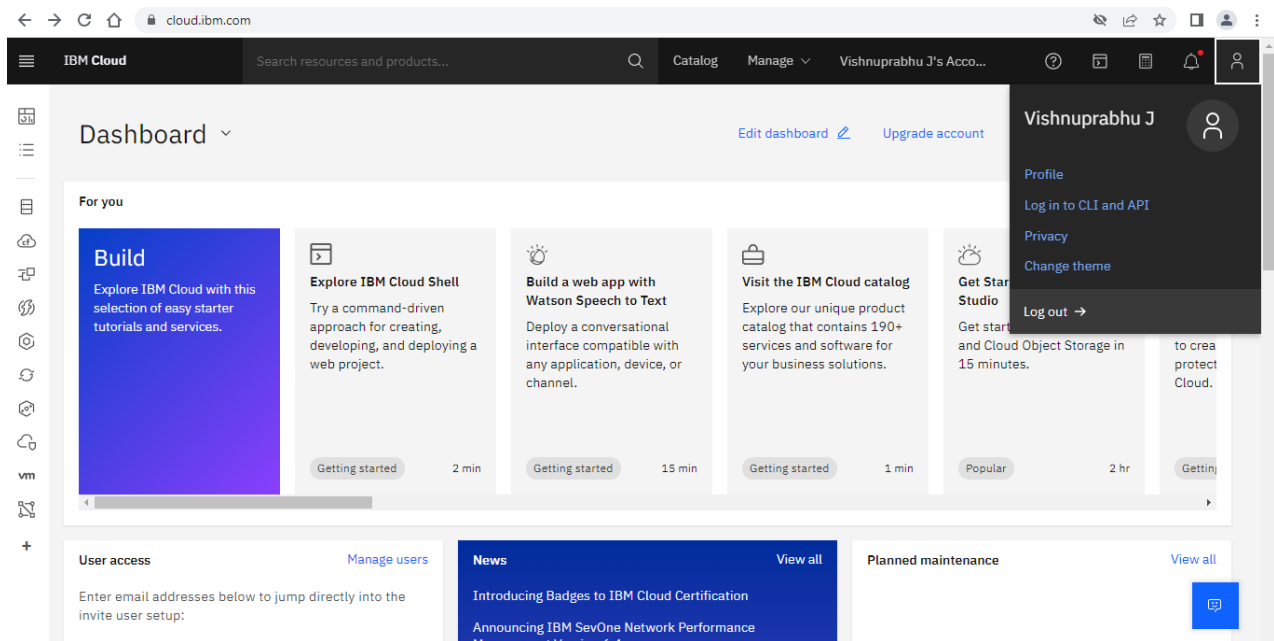 cloud.ibm.com
IBM Cloud
Search resources and products...
Catalog
Manage
Vishnuprabhu J's Acco...
Vishnuprabhu J
Profile
Log in to CLI and API
Privacy
Change theme
Log out →
Dashboard
Edit dashboard
Upgrade account
For you
Build
Explore IBM Cloud with this
selection of easy starter
tutorials and services.
Explore IBM Cloud Shell
Try a command-driven
approach for creating,
developing, and deploying a
web project.
Getting started
2 min
Build a web app with
Watson Speech to Text
Deploy a conversational
interface compatible with
any application, device, or
channel.
Getting started
15 min
Visit the IBM Cloud catalog
Explore our unique product
catalog that contains 190+
services and software for
your business solutions.
Getting started
1 min
Get Star
Studio
Get start
and Cloud Object Storage in
15 minutes.
Popular
2 hr
to crea
protect
Cloud.
Getting
cf
vm
User access
Manage users
Enter email addresses below to jump directly into the
invite user setup:
News
View all
Introducing Badges to IBM Cloud Certification
Announcing IBM SevOne Network Performance
Planned maintenance
View all